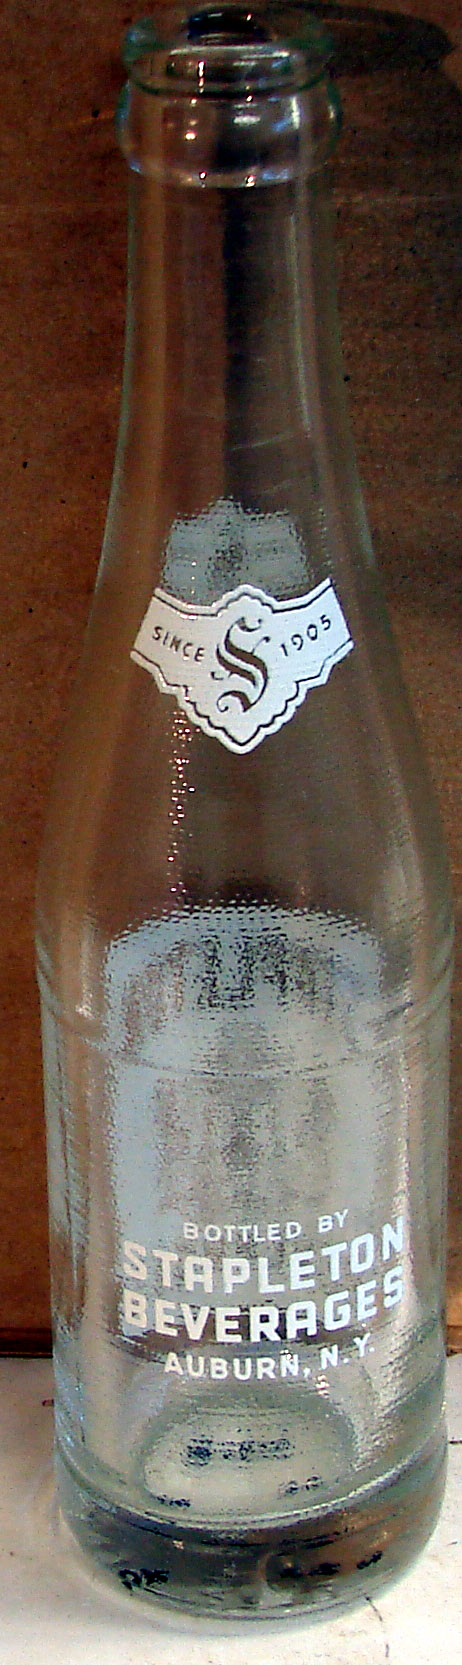 SINCE S 1905
BOTTLED BY
STAPLETON
BEVERAGES
AUBURN, N.Y.